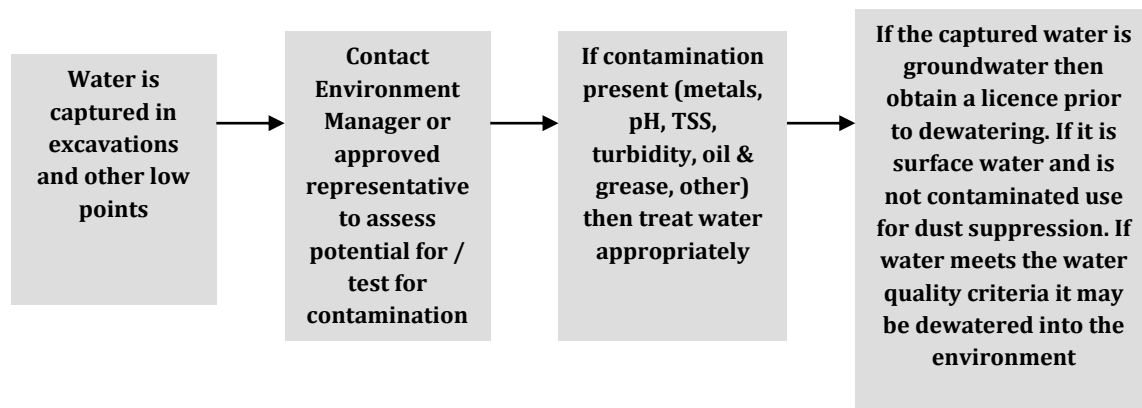 Water is
captured in
excavations
and other low
points
Contact
Environment
Manager or
approved
representative
to assess
potential for /
test for
contamination
If contamination
present (metals,
pH, TSS,
turbidity, oil &
grease, other)
then treat water
appropriately
If the captured water is
groundwater then
obtain a licence prior
to dewatering. If it is
surface water and is
not contaminated use
for dust suppression. If
water meets the water
quality criteria it may
be dewatered into the
environment